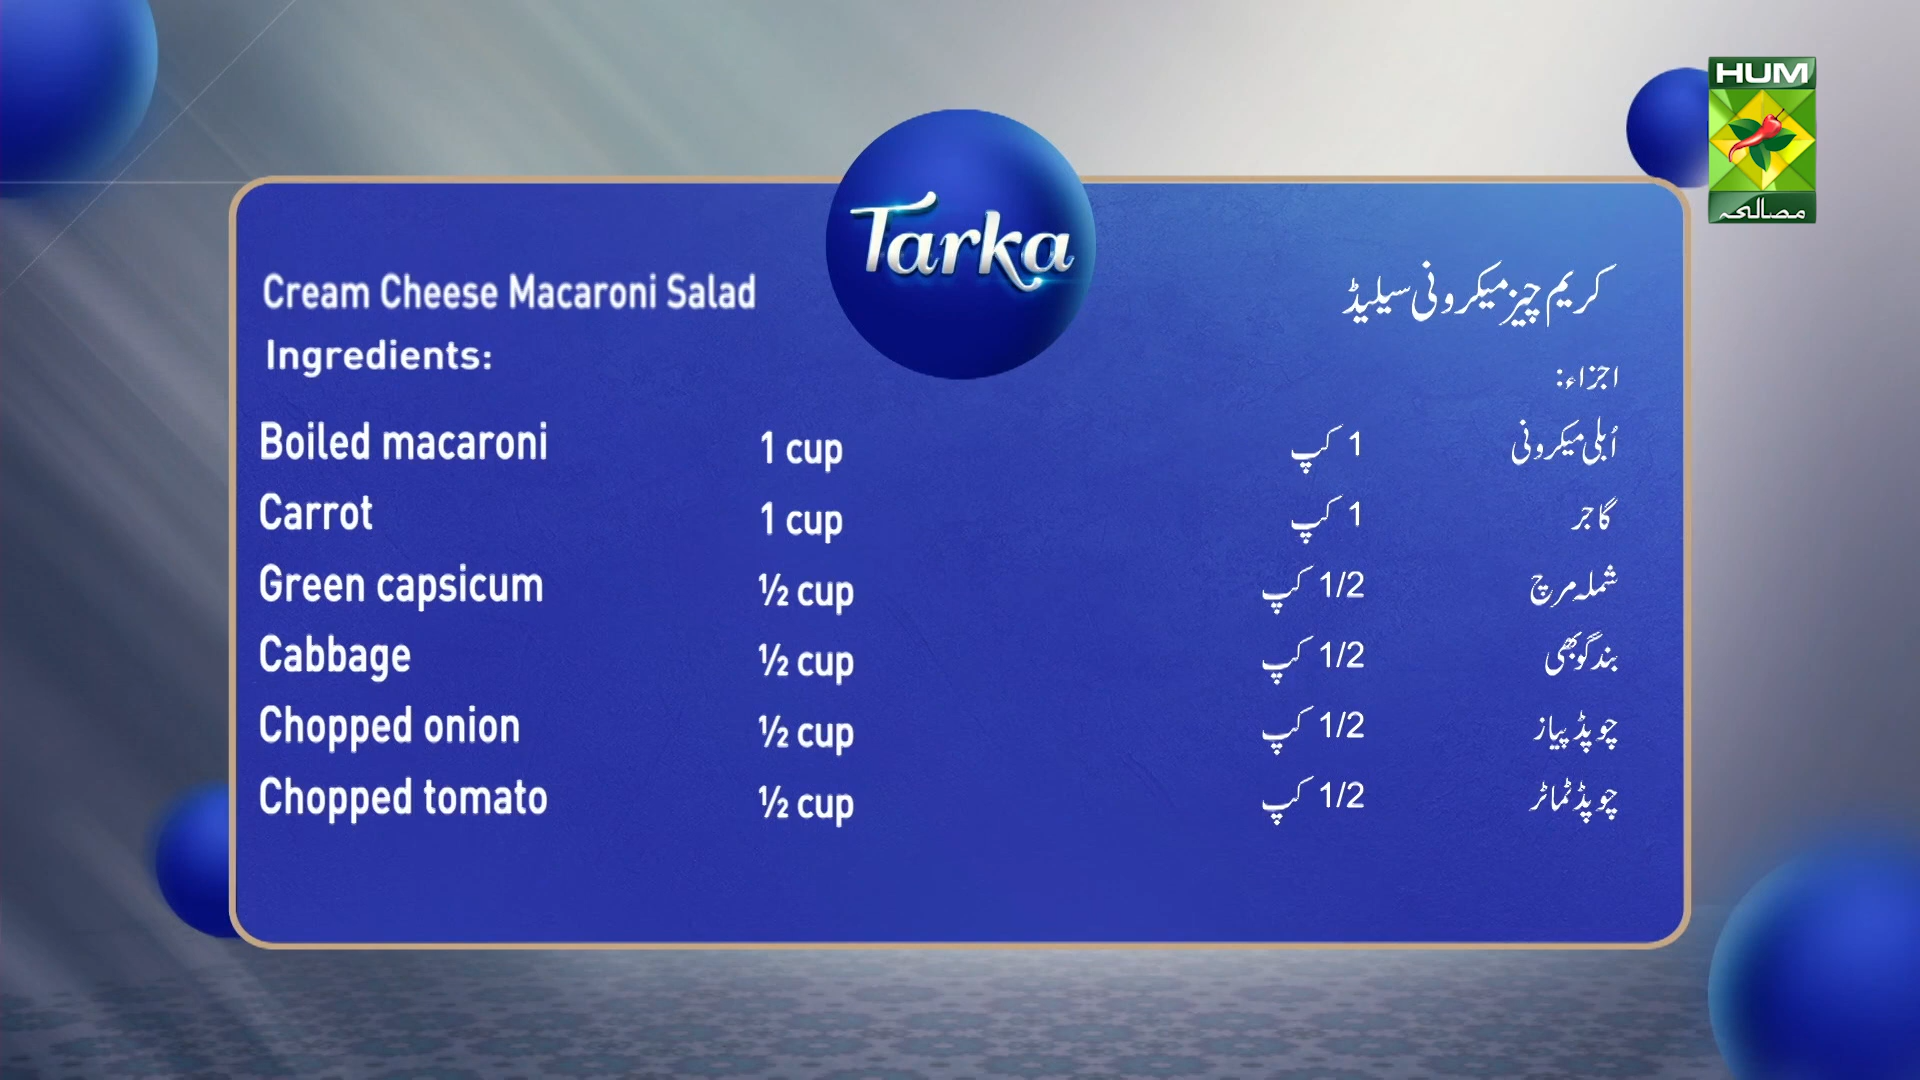 HUM
مصالحہ
Tarka
Cream Cheese Macaroni Salad
Ingredients:
Boiled macaroni 1 cup
Carrot 1 cup
Green capsicum ½ cup
Cabbage ½ cup
Chopped onion ½ cup
Chopped tomato ½ cup
کریم چیز میکرونی سیلیڈ
اجزاء:
اُبلی میکرونی 1 کپ
گاجر 1 کپ
شملہ مرچ 1/2 کپ
بند گوبھی 1/2 کپ
چوپڈ پیاز 1/2 کپ
چوپڈ ٹماٹر 1/2 کپ